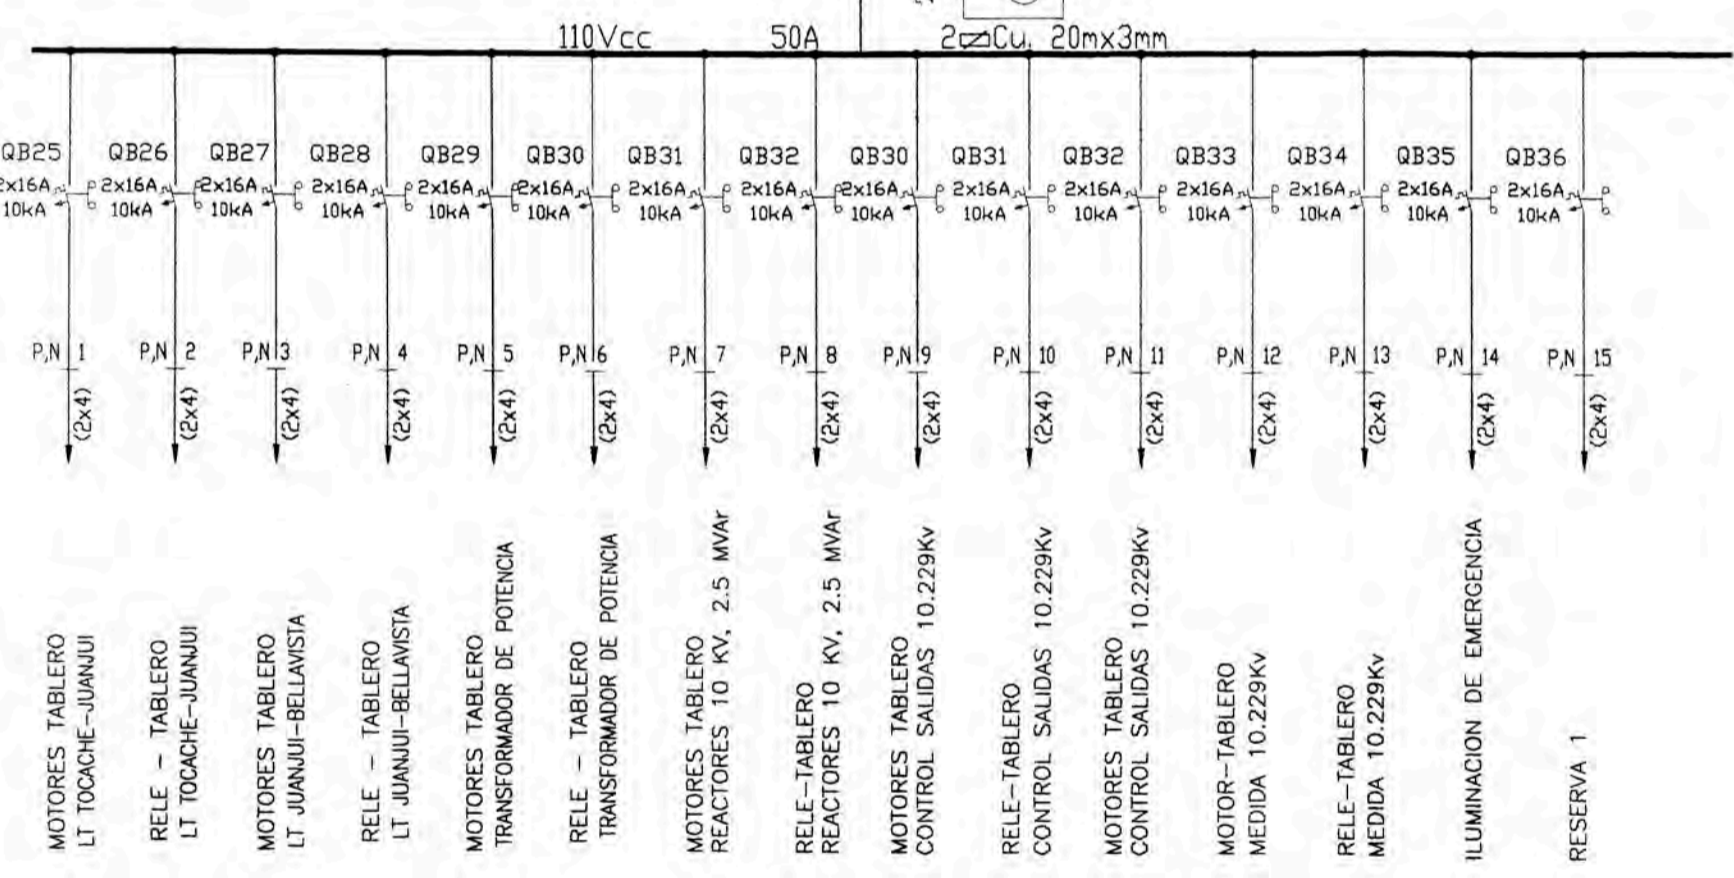 110Vcc 50A 2 Cu. 20mx3mm
QB25 QB26 QB27 QB28 QB29 QB30 QB31 QB32 QB30 QB31 QB32 QB33 QB34 QB35 QB36
2x16A 2x16A 2x16A 2x16A 2x16A 2x16A 2x16A 2x16A 2x16A 2x16A 2x16A 2x16A 2x16A 2x16A 2x16A
10kA 10kA 10kA 10kA 10kA 10kA 10kA 10kA 10kA 10kA 10kA 10kA 10kA 10kA 10kA
P,N 1 P,N 2 P,N 3 P,N 4 P,N 5 P,N 6 P,N 7 P,N 8 P,N 9 P,N 10 P,N 11 P,N 12 P,N 13 P,N 14 P,N 15
(2x4) (2x4) (2x4) (2x4) (2x4) (2x4) (2x4) (2x4) (2x4) (2x4) (2x4) (2x4) (2x4) (2x4) (2x4)
MOTORES TABLERO
LT TOCACHE-JUANJUI
RELE - TABLERO
LT TOCACHE-JUANJUI
MOTORES TABLERO
LT JUANJUI-BELLAVISTA
RELE - TABLERO
LT JUANJUI-BELLAVISTA
MOTORES TABLERO
TRANSFORMADOR DE POTENCIA
RELE - TABLERO
TRANSFORMADOR DE POTENCIA
MOTORES TABLERO
REACTORES 10 KV, 2.5 MVAr
RELE-TABLERO
REACTORES 10 KV, 2.5 MVAr
MOTORES TABLERO
CONTROL SALIDAS 10.229Kv
RELE-TABLERO
CONTROL SALIDAS 10.229Kv
MOTORES TABLERO
CONTROL SALIDAS 10.229Kv
MOTOR-TABLERO
MEDIDA 10.229Kv
RELE-TABLERO
MEDIDA 10.229Kv
ILUMINACION DE EMERGENCIA
RESERVA 1